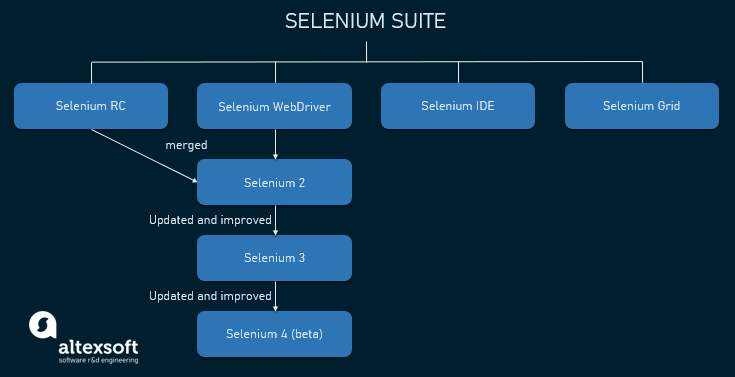 SELENIUM SUITE
Selenium RC
Selenium WebDriver
Selenium IDE
Selenium Grid
merged
Selenium 2
Updated and improved
Selenium 3
Updated and improved
Selenium 4 (beta)
altexsoft
software r&d engineering